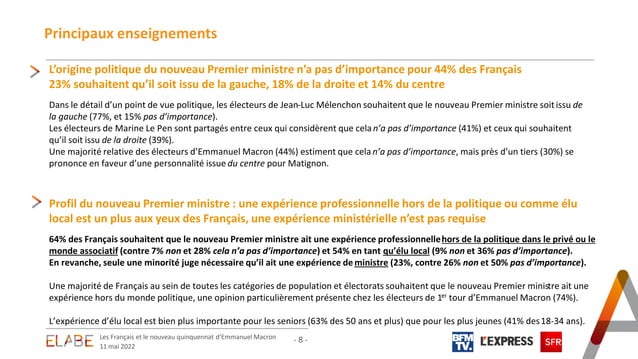 Principaux enseignements
L’origine politique du nouveau Premier ministre n’a pas d’importance pour 44% des Français
23% souhaitent qu’il soit issu de la gauche, 18% de la droite et 14% du centre
Dans le détail d’un point de vue politique, les électeurs de Jean-Luc Mélenchon souhaitent que le nouveau Premier ministre soit issu de
la gauche (77%, et 15% pas d’importance).
Les électeurs de Marine Le Pen sont partagés entre ceux qui considèrent que cela n’a pas d’importance (41%) et ceux qui souhaitent
qu’il soit issu de la droite (39%).
Une majorité relative des électeurs d’Emmanuel Macron (44%) estiment que cela n’a pas d’importance, mais près d’un tiers (30%) se
prononce en faveur d’une personnalité issue du centre pour Matignon.
Profil du nouveau Premier ministre : une expérience professionnelle hors de la politique ou comme élu
local est un plus aux yeux des Français, une expérience ministérielle n’est pas requise
64% des Français souhaitent que le nouveau Premier ministre ait une expérience professionnelle hors de la politique dans le privé ou le
monde associatif (contre 7% non et 28% cela n’a pas d’importance) et 54% en tant qu’élu local (9% non et 36% pas d’importance).
En revanche, seule une minorité juge nécessaire qu’il ait une expérience de ministre (23%, contre 26% non et 50% pas d’importance).
Une majorité de Français au sein de toutes les catégories de population et électorats souhaitent que le nouveau Premier ministre ait une
expérience hors du monde politique, une opinion particulièrement présente chez les électeurs de 1er tour d’Emmanuel Macron (74%).
L’expérience d’élu local est bien plus importante pour les seniors (63% des 50 ans et plus) que pour les plus jeunes (41% des 18-34 ans).
ELABE
Les Français et le nouveau quinquennat d’Emmanuel Macron
11 mai 2022
- 8 -
BFM
TV.
L'EXPRESS
SFR